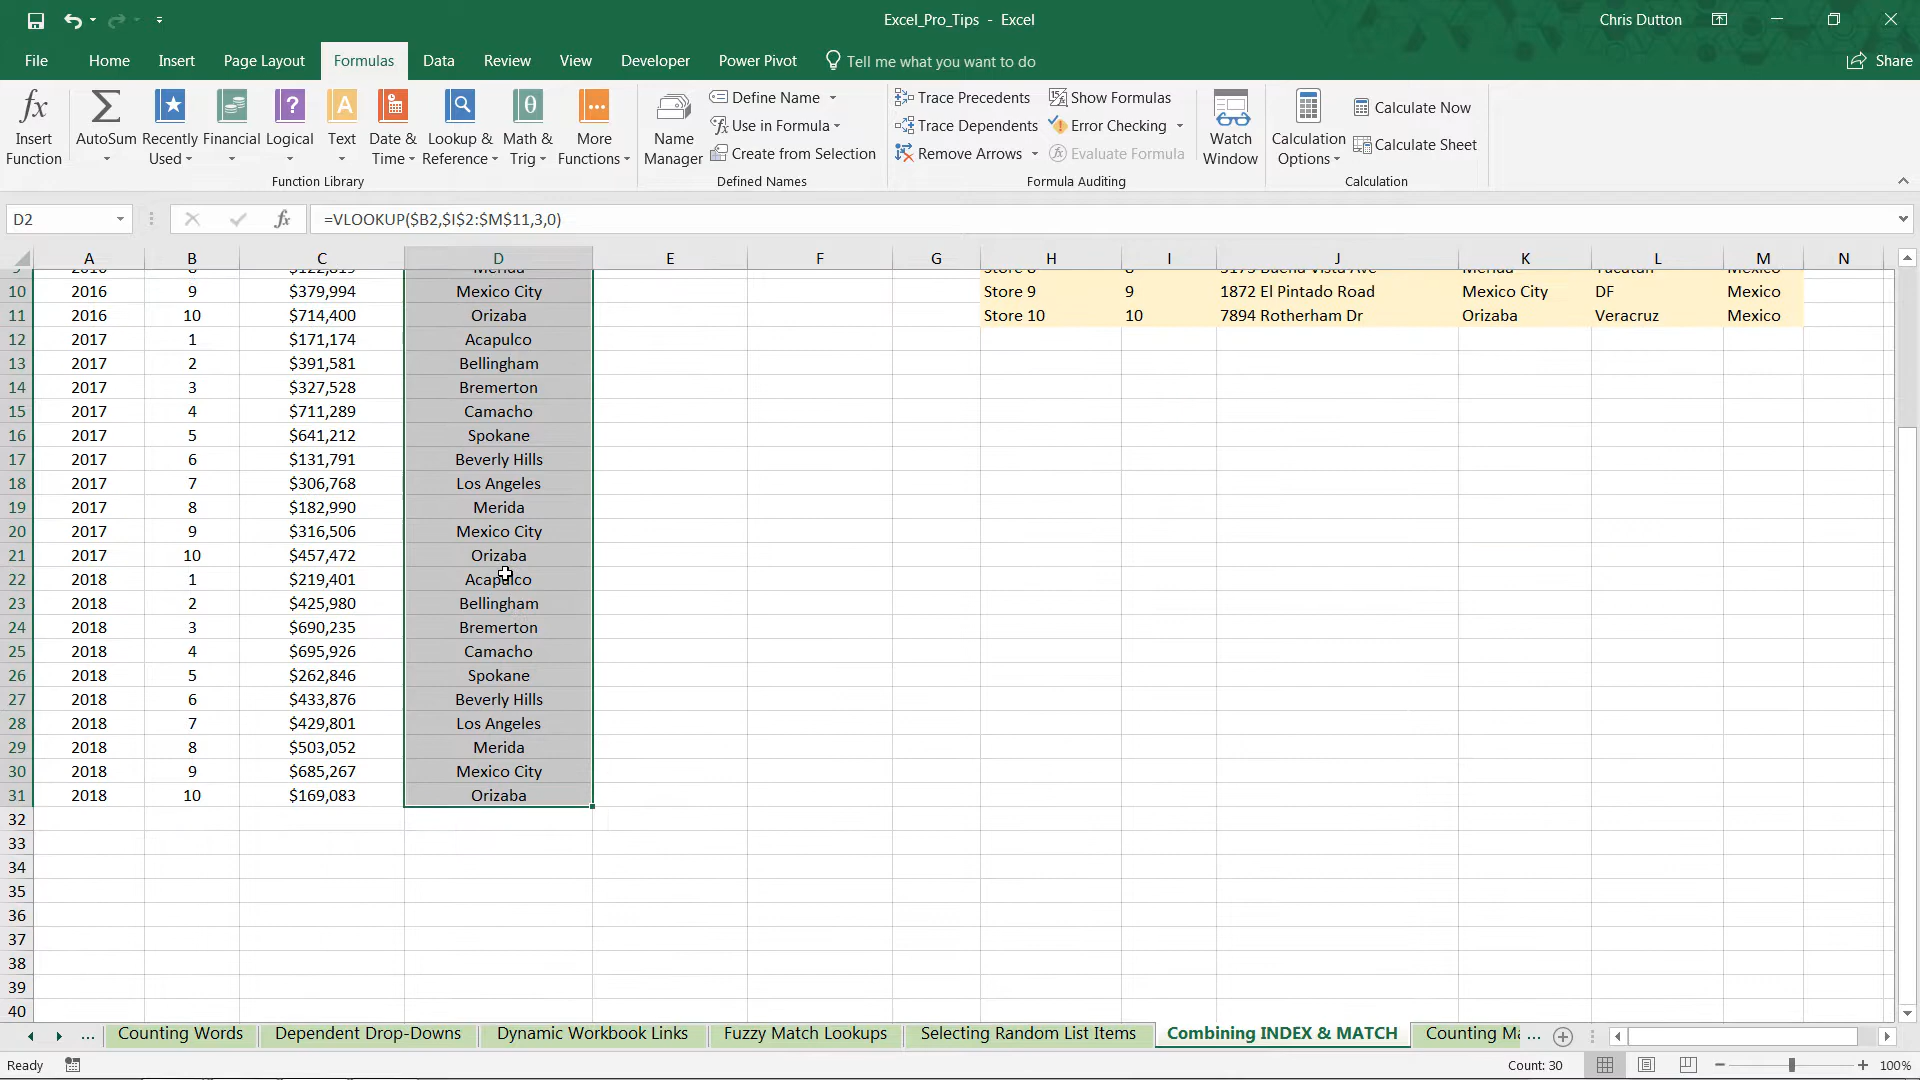 Excel_Pro_Tips - Excel
Chris Dutton
File Home Insert Page Layout Formulas Data Review View Developer Power Pivot Tell me what you want to do Share
fx Insert Function
AutoSum
Recently Used
Financial
Logical
Text
Date & Time
Lookup & Reference
Math & Trig
More Functions
Function Library
Name Manager
Define Name
Use in Formula
Create from Selection
Defined Names
Trace Precedents
Trace Dependents
Remove Arrows
Show Formulas
Error Checking
Evaluate Formula
Formula Auditing
Watch Window
Calculation Options
Calculate Now
Calculate Sheet
Calculation
D2 fx =VLOOKUP($B2,$I$2:$M$11,3,0)
A B C D E F G H I J K L M N
10 2016 9 $379,994 Mexico City Store 9 9 1872 El Pintado Road Mexico City DF Mexico
11 2016 10 $714,400 Orizaba Store 10 10 7894 Rotherham Dr Orizaba Veracruz Mexico
12 2017 1 $171,174 Acapulco
13 2017 2 $391,581 Bellingham
14 2017 3 $327,528 Bremerton
15 2017 4 $711,289 Camacho
16 2017 5 $641,212 Spokane
17 2017 6 $131,791 Beverly Hills
18 2017 7 $306,768 Los Angeles
19 2017 8 $182,990 Merida
20 2017 9 $316,506 Mexico City
21 2017 10 $457,472 Orizaba
22 2018 1 $219,401 Acapulco
23 2018 2 $425,980 Bellingham
24 2018 3 $690,235 Bremerton
25 2018 4 $695,926 Camacho
26 2018 5 $262,846 Spokane
27 2018 6 $433,876 Beverly Hills
28 2018 7 $429,801 Los Angeles
29 2018 8 $503,052 Merida
30 2018 9 $685,267 Mexico City
31 2018 10 $169,083 Orizaba
32
33
34
35
36
37
38
39
40
... Counting Words Dependent Drop-Downs Dynamic Workbook Links Fuzzy Match Lookups Selecting Random List Items Combining INDEX & MATCH Counting ...
Ready Count: 30 100%